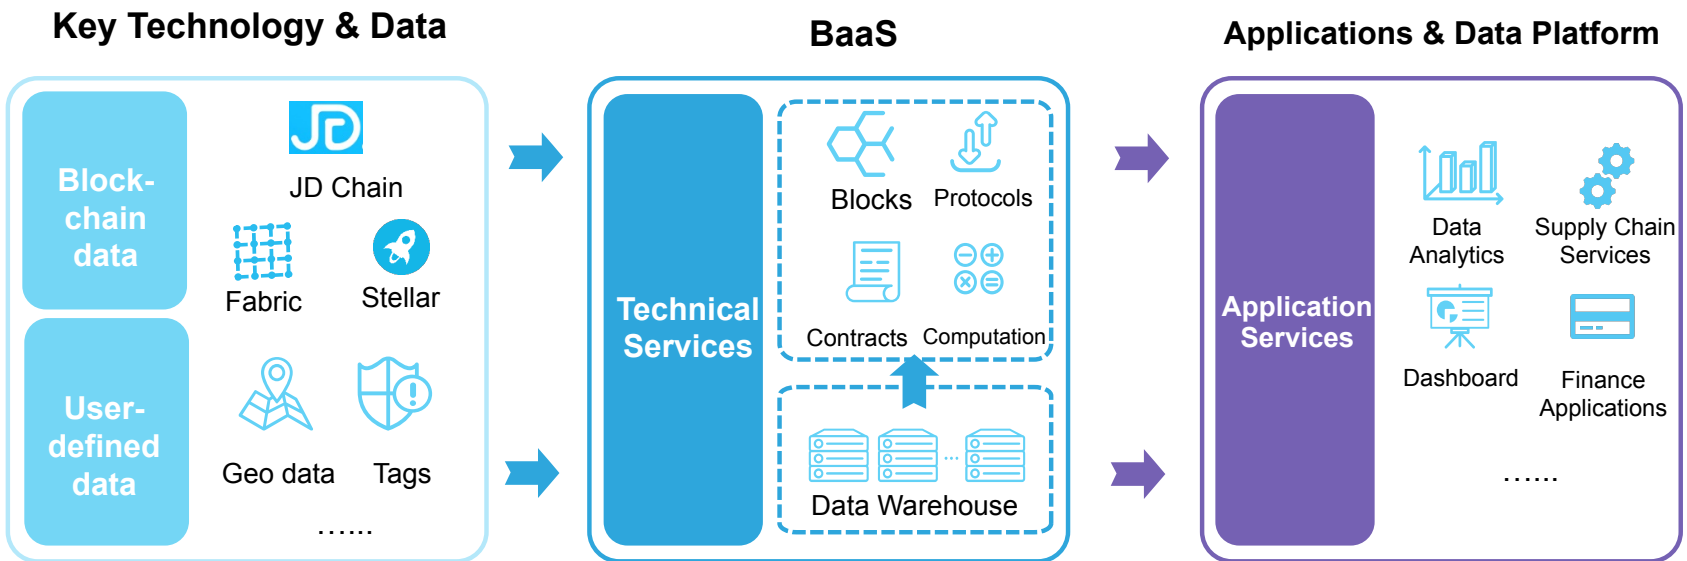 Key Technology & Data
BaaS
Applications & Data Platform
Block-
chain
data
JD
JD Chain
Fabric
Stellar
User-
defined
data
Geo data
Tags
…...
Technical
Services
Blocks
Protocols
Contracts
Computation
Data Warehouse
...
Application
Services
Data
Analytics
Supply Chain
Services
Dashboard
Finance
Applications
…...